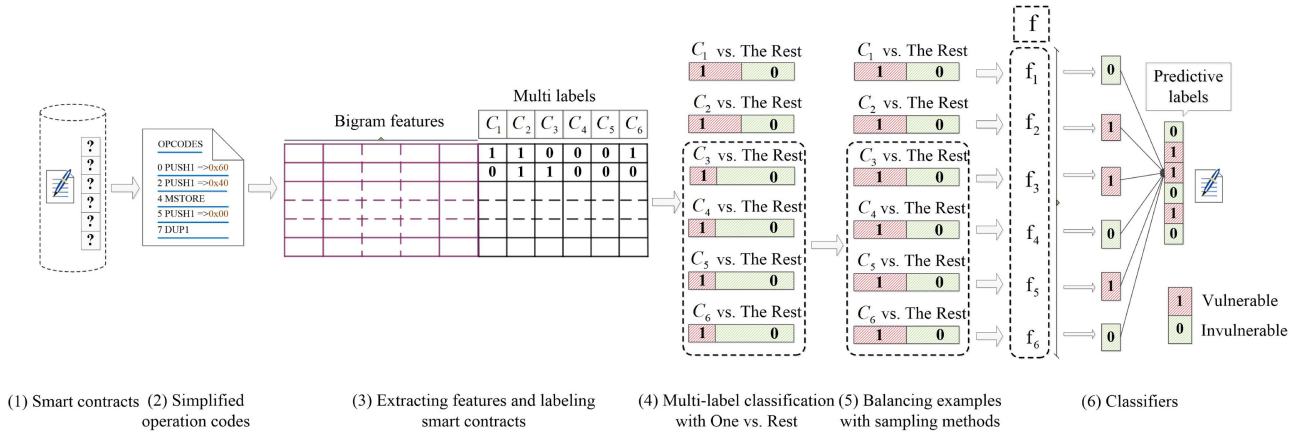 ?
?
?
?
?
?
OPCODES
0 PUSH1 =>0x60
2 PUSH1 =>0x40
4 MSTORE
5 PUSH1 =>0x00
7 DUP1
Multi labels
Bigram features
C1 C2 C3 C4 C5 C6
1 1 0 0 0 1
0 1 1 0 0 0
C1 vs. The Rest
1 0
C2 vs. The Rest
1 0
C3 vs. The Rest
1 0
C4 vs. The Rest
1 0
C5 vs. The Rest
1 0
C6 vs. The Rest
1 0
C1 vs. The Rest
1 0
C2 vs. The Rest
1 0
C3 vs. The Rest
1 0
C4 vs. The Rest
1 0
C5 vs. The Rest
1 0
C6 vs. The Rest
1 0
f
f1
f2
f3
f4
f5
f6
0
1
1
0
1
0
Predictive
labels
0
1
1
0
1
0
1 Vulnerable
0 Invulnerable
(1) Smart contracts
(2) Simplified
operation codes
(3) Extracting features and labeling
smart contracts
(4) Multi-label classification
with One vs. Rest
(5) Balancing examples
with sampling methods
(6) Classifiers